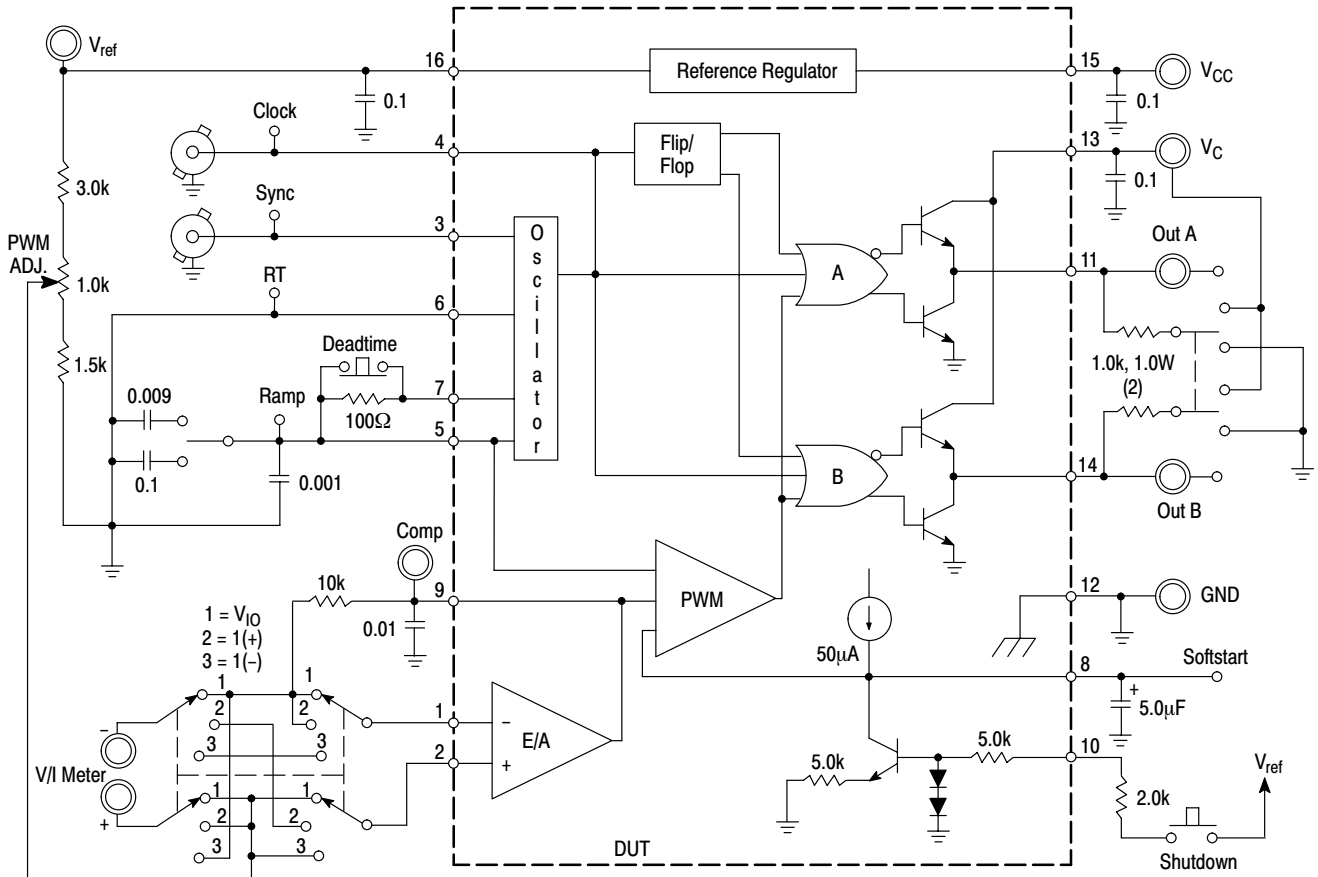 Vref
16
Reference Regulator
15
VCC
0.1
0.1
Clock
4
Flip/
Flop
13
VC
3.0k
0.1
Sync
3
Oscillator
PWM
ADJ.
1.0k
RT
6
A
11
Out A
1.5k
Deadtime
7
100Ω
1.0k, 1.0W
(2)
0.009
Ramp
5
0.1
0.001
B
14
Out B
Comp
10k
9
0.01
PWM
12
GND
50μA
8
Softstart
+
5.0μF
1 = VIO
2 = 1(+)
3 = 1(−)
1
1
2
2
3
3
−
V/I Meter
+
1
1
2
2
3
3
1
−
E/A
2
+
5.0k
5.0k
10
Vref
2.0k
Shutdown
DUT